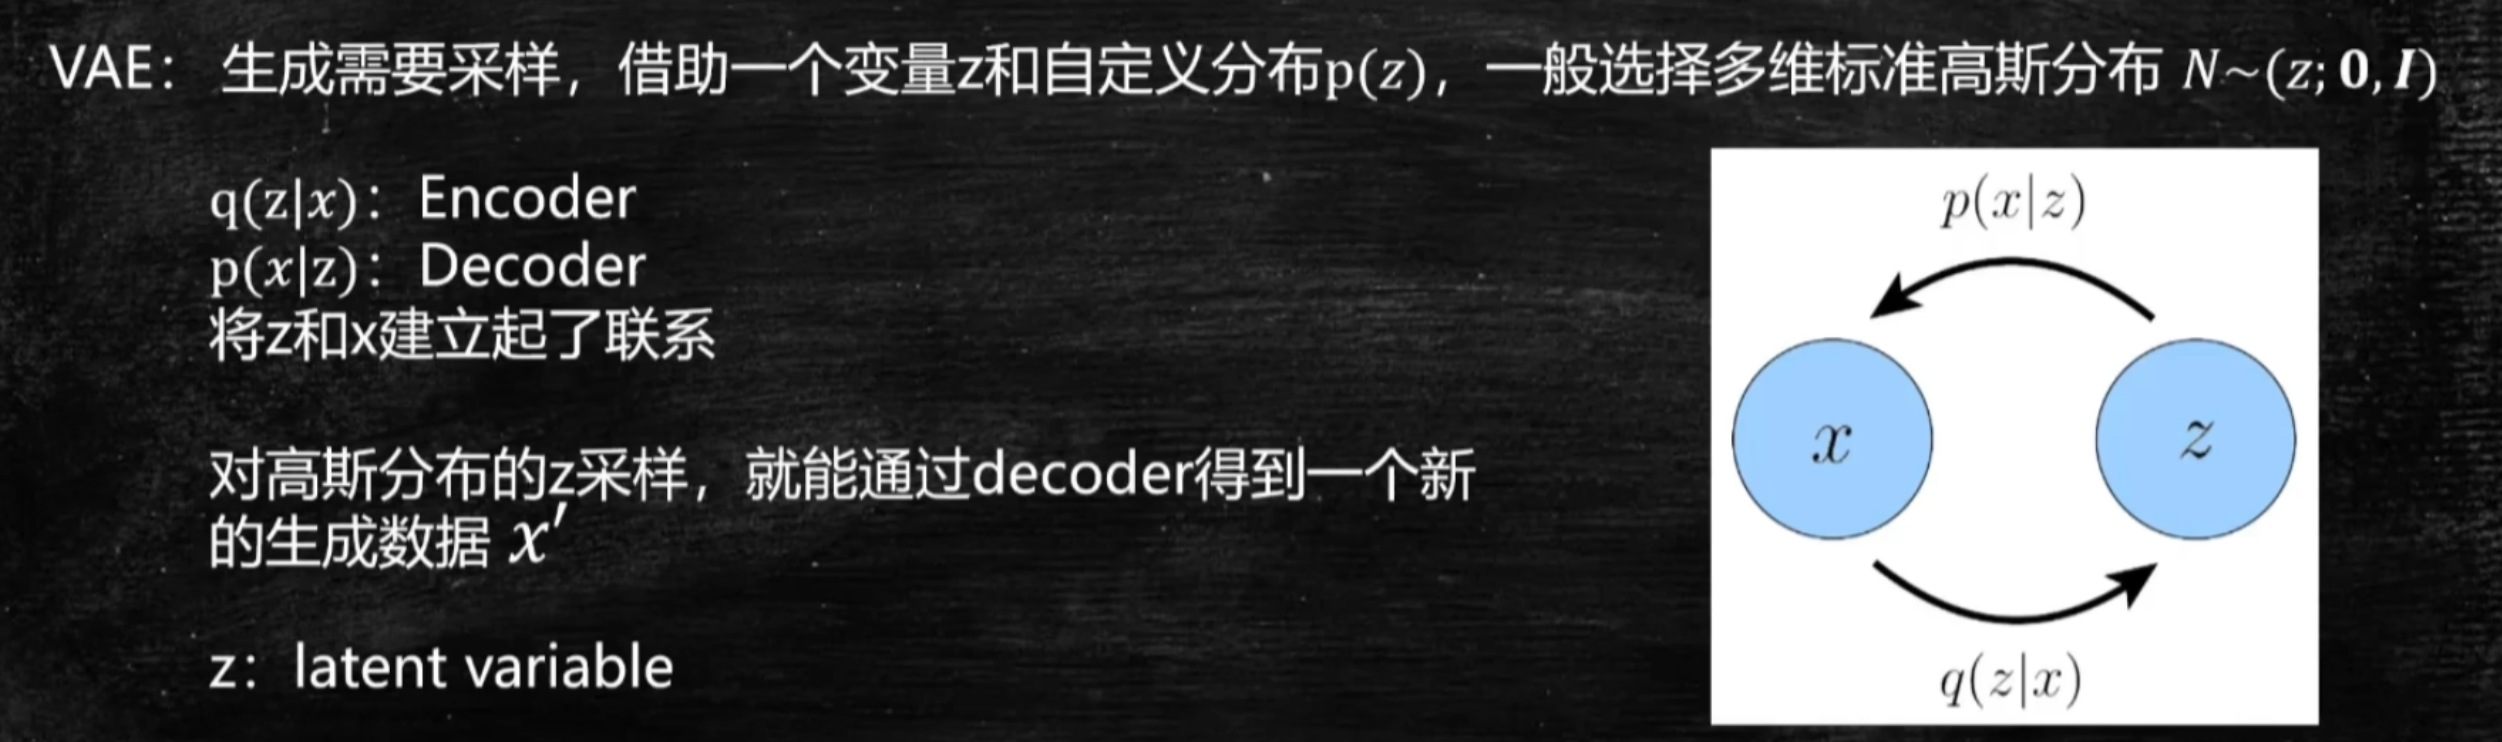 VAE： 生成需要采样，借助一个变量z和自定义分布p(z)，一般选择多维标准高斯分布 N~(z; 0, I)
q(z|x)：Encoder
p(x|z)：Decoder
将z和x建立起了联系
对高斯分布的z采样，就能通过decoder得到一个新
的生成数据 x′
z：latent variable
p(x|z)
x
z
q(z|x)